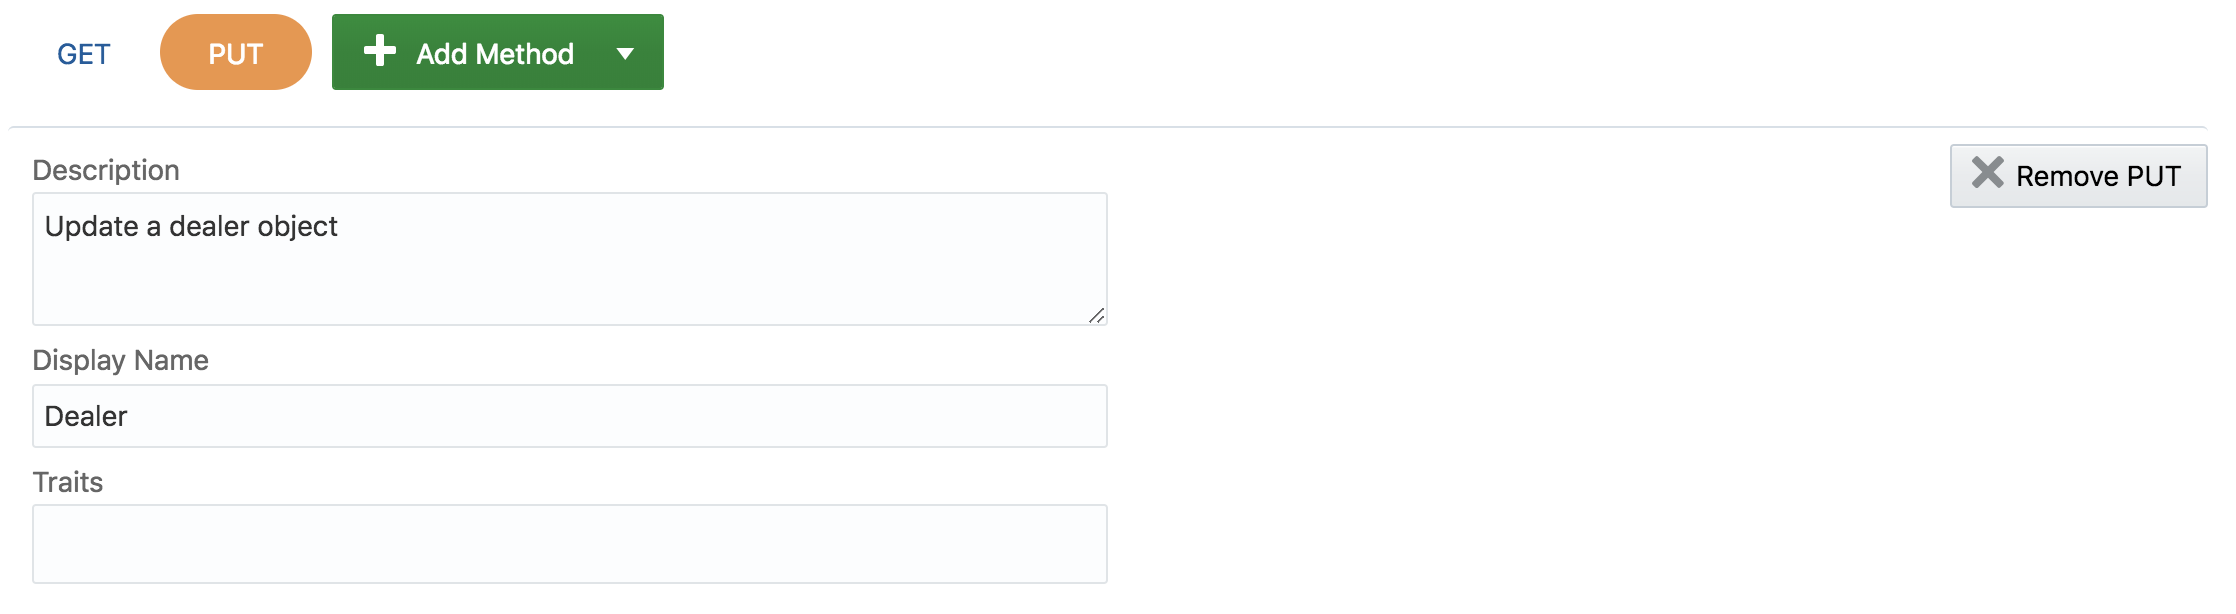 GET PUT Add Method
Description
Remove PUT
Update a dealer object
Display Name
Dealer
Traits